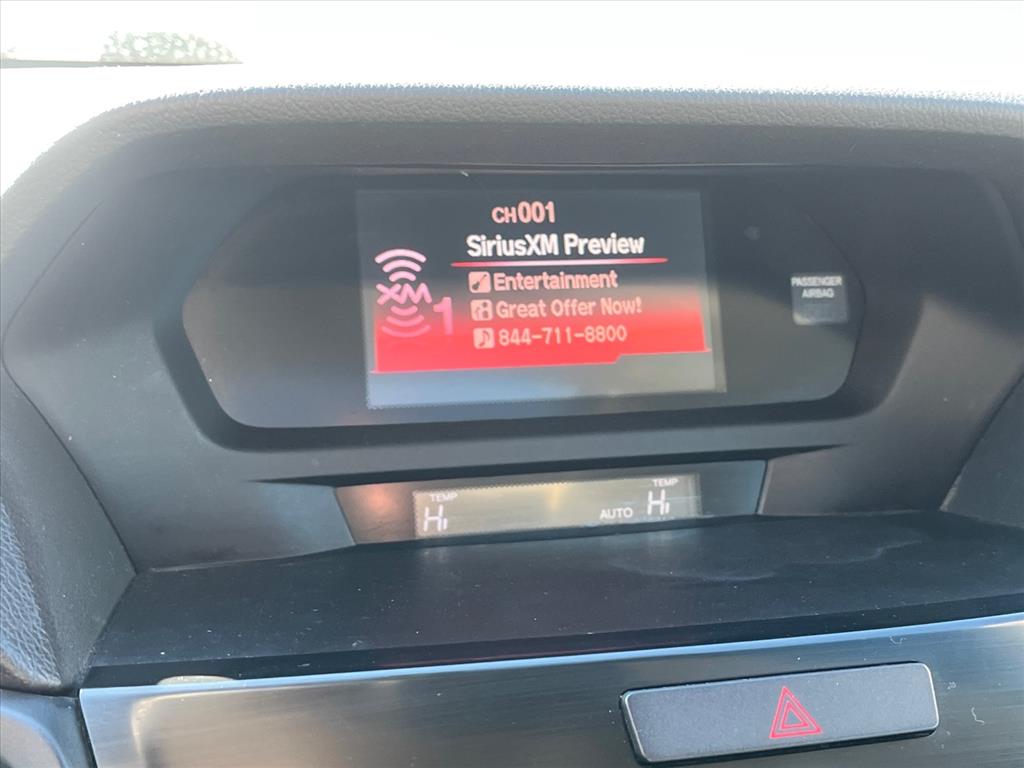 CH001
SiriusXM Preview
Entertainment
XM 1
Great Offer Now!
844-711-8800
PASSENGER
AIRBAG
TEMP
Hi
AUTO
TEMP
Hi